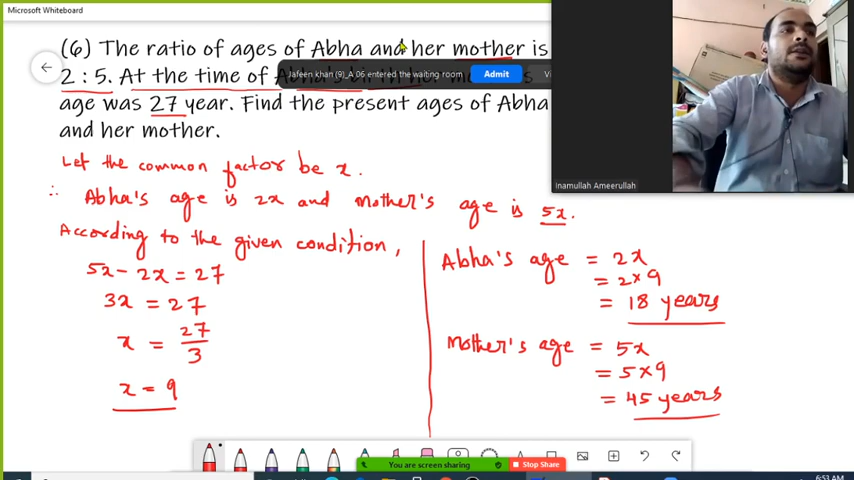 Microsoft Whiteboard
(6) The ratio of ages of Abha and her mother is
2 : 5. At the time of Abha's birth her
Jafeen khan (9)_A 06 entered the waiting room
Admit
age was 27 year. Find the present ages of Abha
and her mother.
inamullah Ameerullah
Let the common factor be x.
∴ Abha's age is 2x and Mother's age is 5x.
According to the given condition,
5x - 2x = 27
3x = 27
x = 27/3
x = 9
Abha's age = 2x
= 2×9
= 18 years
Mother's age = 5x
= 5×9
= 45 years
You are screen sharing
Stop Share
6:53 AM